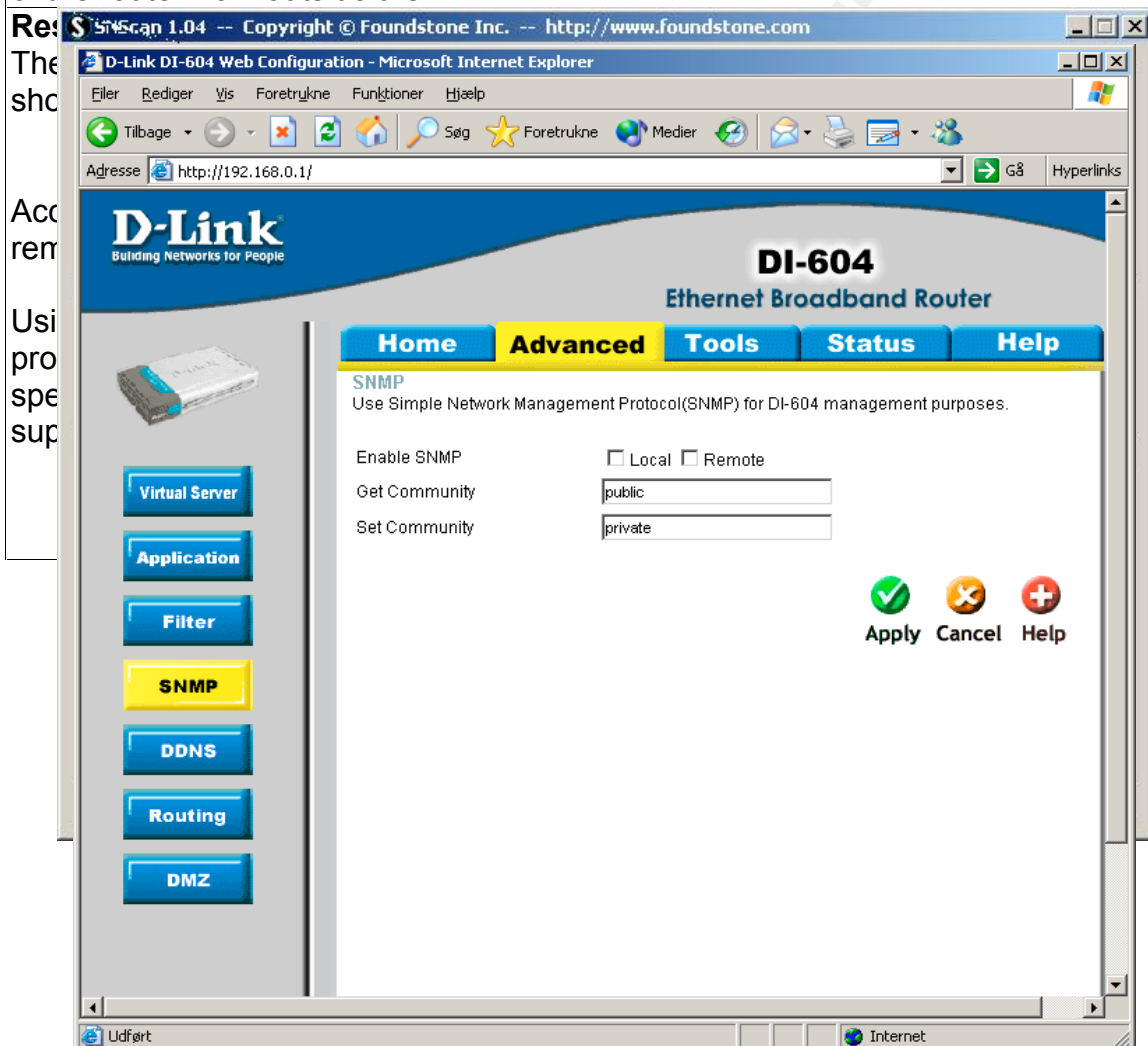 Res
SNScan 1.04 -- Copyright © Foundstone Inc. -- http://www.foundstone.com
The
D-Link DI-604 Web Configuration - Microsoft Internet Explorer
sho
Filer Rediger Vis Foretrukne Funktioner Hjælp
Tilbage Søg Foretrukne Medier
Adresse http://192.168.0.1/ Gå Hyperlinks
Acc
rem
D-Link
Building Networks for People
DI-604
Ethernet Broadband Router
Usi
pro
spe
sup
Home Advanced Tools Status Help
SNMP
Use Simple Network Management Protocol(SNMP) for DI-604 management purposes.
Enable SNMP Local Remote
Get Community public
Set Community private
Apply Cancel Help
Virtual Server
Application
Filter
SNMP
DDNS
Routing
DMZ
Udført Internet